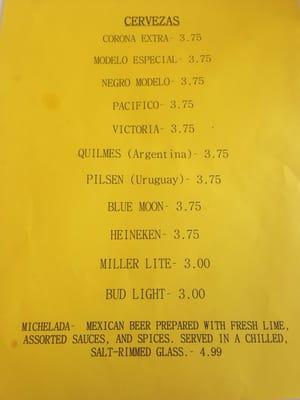 CERVEZAS
CORONA EXTRA- 3.75
MODELO ESPECIAL- 3.75
NEGRO MODELO- 3.75
PACIFICO- 3.75
VICTORIA- 3.75
QUILMES (Argentina)- 3.75
PILSEN (Uruguay)- 3.75
BLUE MOON- 3.75
HEINEKEN- 3.75
MILLER LITE- 3.00
BUD LIGHT- 3.00
MICHELADA- MEXICAN BEER PREPARED WITH FRESH LIME,
ASSORTED SAUCES, AND SPICES. SERVED IN A CHILLED,
SALT-RIMMED GLASS.- 4.99